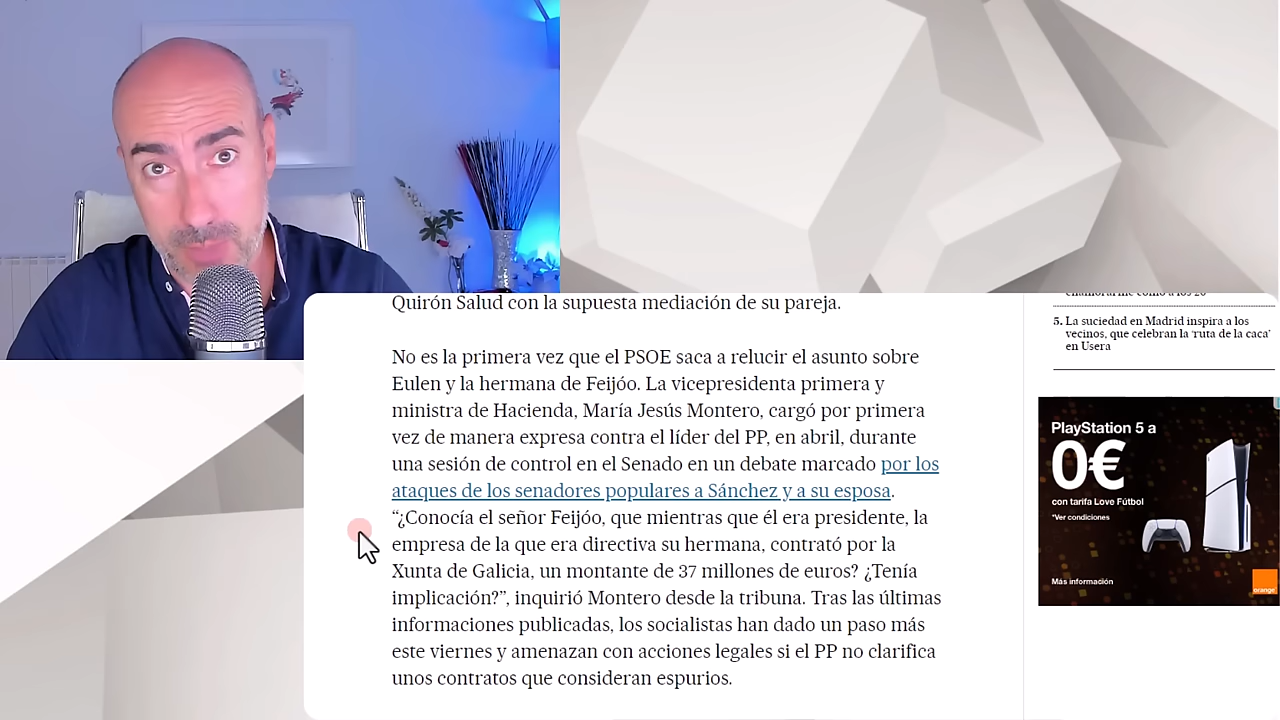 Quirón Salud con la supuesta mediación de su pareja.
No es la primera vez que el PSOE saca a relucir el asunto sobre
Eulen y la hermana de Feijóo. La vicepresidenta primera y
ministra de Hacienda, María Jesús Montero, cargó por primera
vez de manera expresa contra el líder del PP, en abril, durante
una sesión de control en el Senado en un debate marcado por los
ataques de los senadores populares a Sánchez y a su esposa.
“¿Conocía el señor Feijóo, que mientras que él era presidente, la
empresa de la que era directiva su hermana, contrató por la
Xunta de Galicia, un montante de 37 millones de euros? ¿Tenía
implicación?”, inquirió Montero desde la tribuna. Tras las últimas
informaciones publicadas, los socialistas han dado un paso más
este viernes y amenazan con acciones legales si el PP no clarifica
unos contratos que consideran espurios.
5. La suciedad en Madrid inspira a los
vecinos, que celebran la ‘ruta de la caca’
en Usera
PlayStation 5 a
0€
con tarifa Love Fútbol
*Ver condiciones
Más información
orange